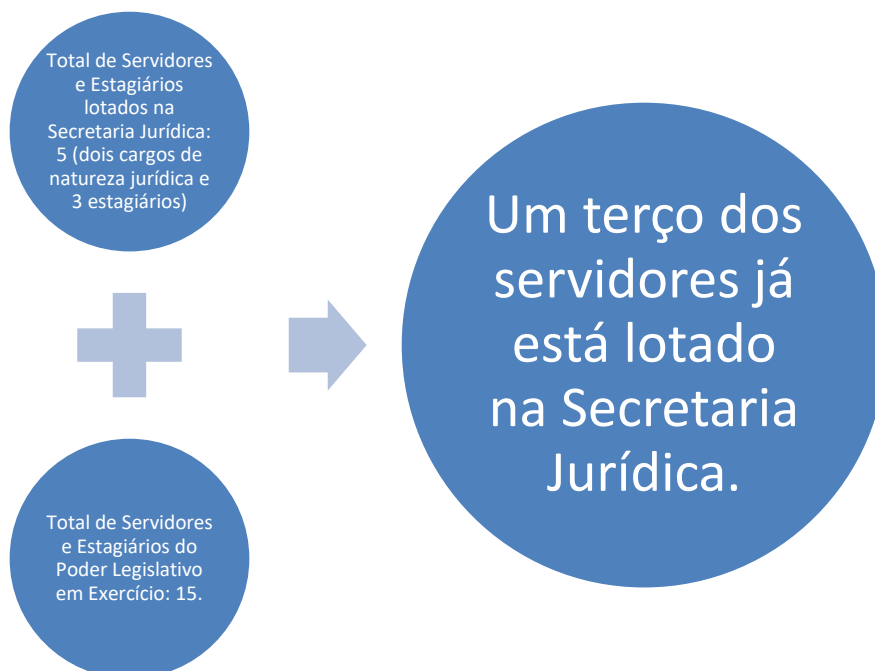 Total de Servidores
e Estagiários
lotados na
Secretaria Jurídica:
5 (dois cargos de
natureza jurídica e
3 estagiários)
Total de Servidores
e Estagiários do
Poder Legislativo
em Exercício: 15.
Um terço dos
servidores já
está lotado
na Secretaria
Jurídica.